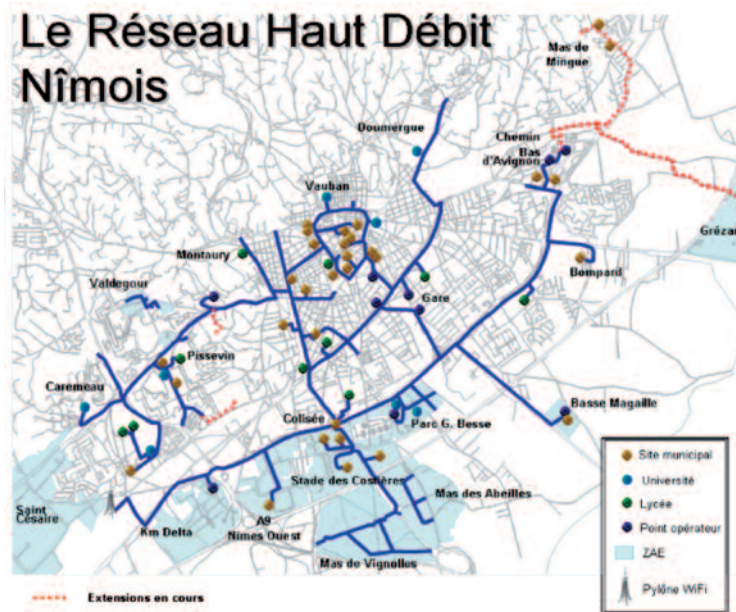 Le Réseau Haut Débit
Nîmois
Mas de
Mingue
Doumergue
Chemin
Bas
d'Avignon
Vauban
Grézan
Montaury
Bompard
Valdegour
Gare
Pissevin
Caremeau
Basse Magaille
Colisée
Parc G. Besse
Stade des Costières
Mas des Abeilles
Saint
Césaire
Km Delta
A9
Nimes Ouest
Mas de Vignolles
Site municipal
Université
Lycée
Point opérateur
ZAE
Pylône WiFi
Extensions en cours